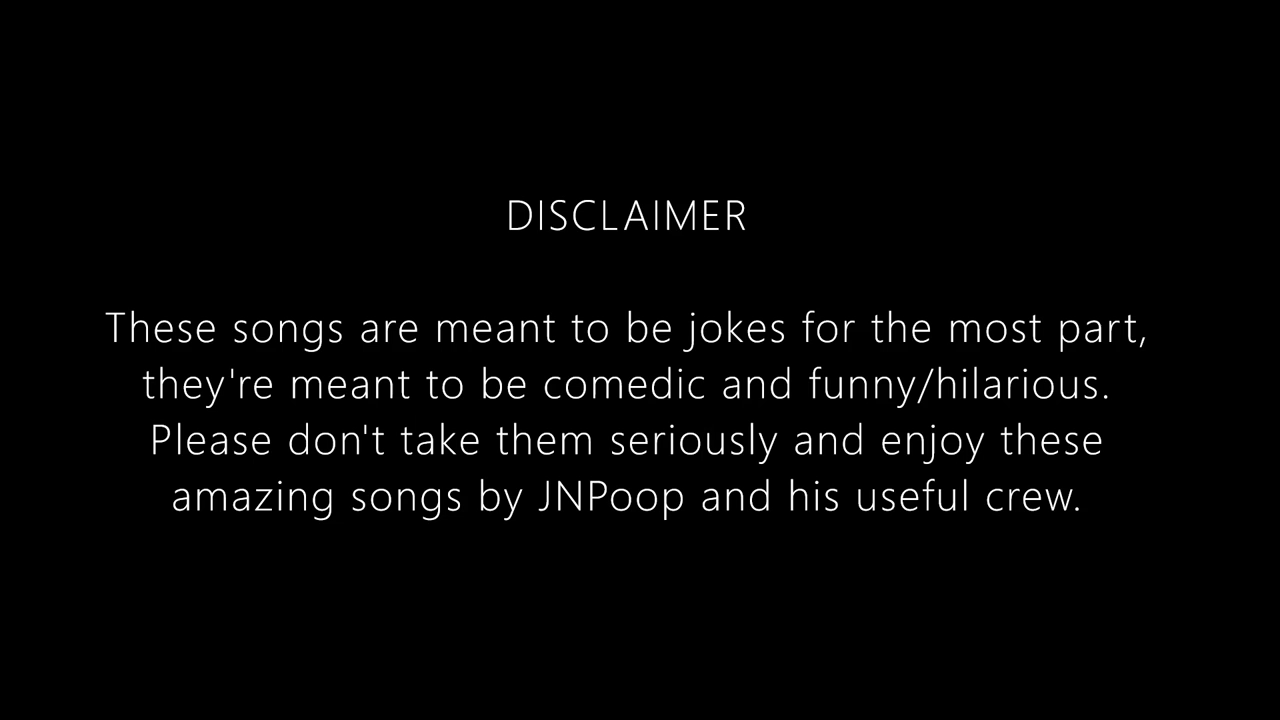 DISCLAIMER
These songs are meant to be jokes for the most part,
they're meant to be comedic and funny/hilarious.
Please don't take them seriously and enjoy these
amazing songs by JNPoop and his useful crew.